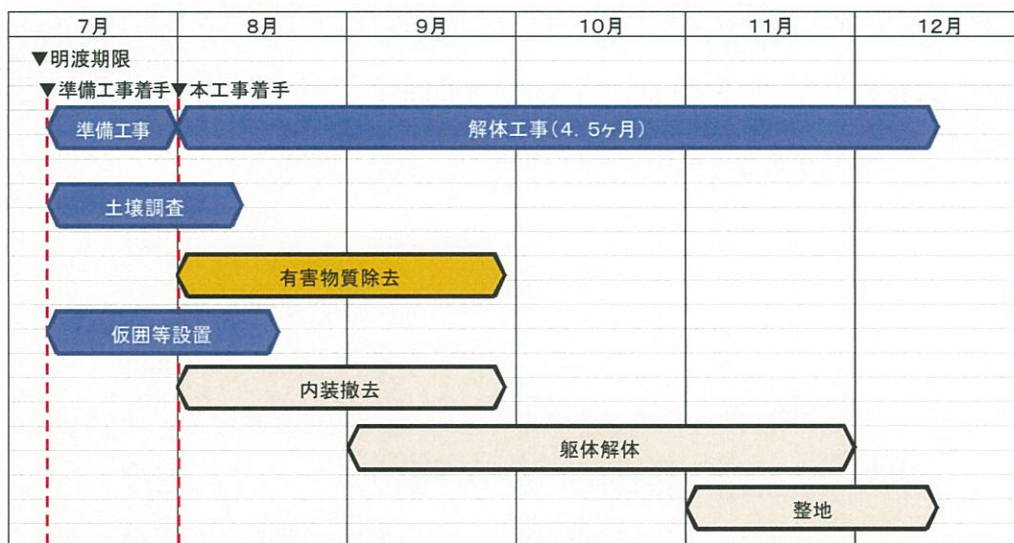 7月 8月 9月 10月 11月 12月
▼明渡期限
▼準備工事着手▼本工事着手
準備工事 解体工事(4.5ヶ月)
土壌調査
有害物質除去
仮囲等設置
内装撤去
躯体解体
整地